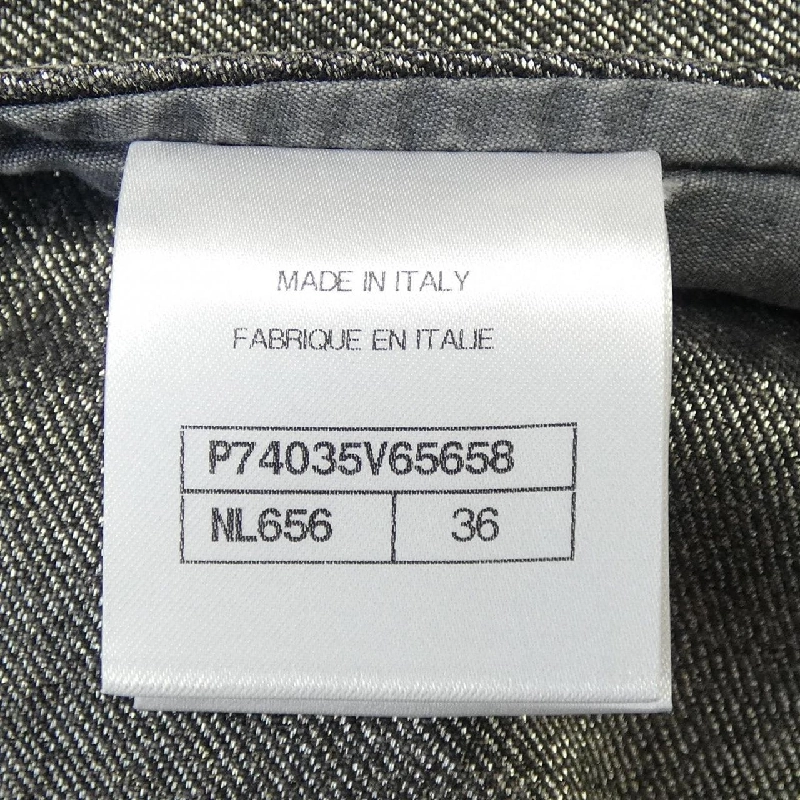 MADE IN ITALY
FABRIQUE EN ITALIE
P74035V65658
NL656 36